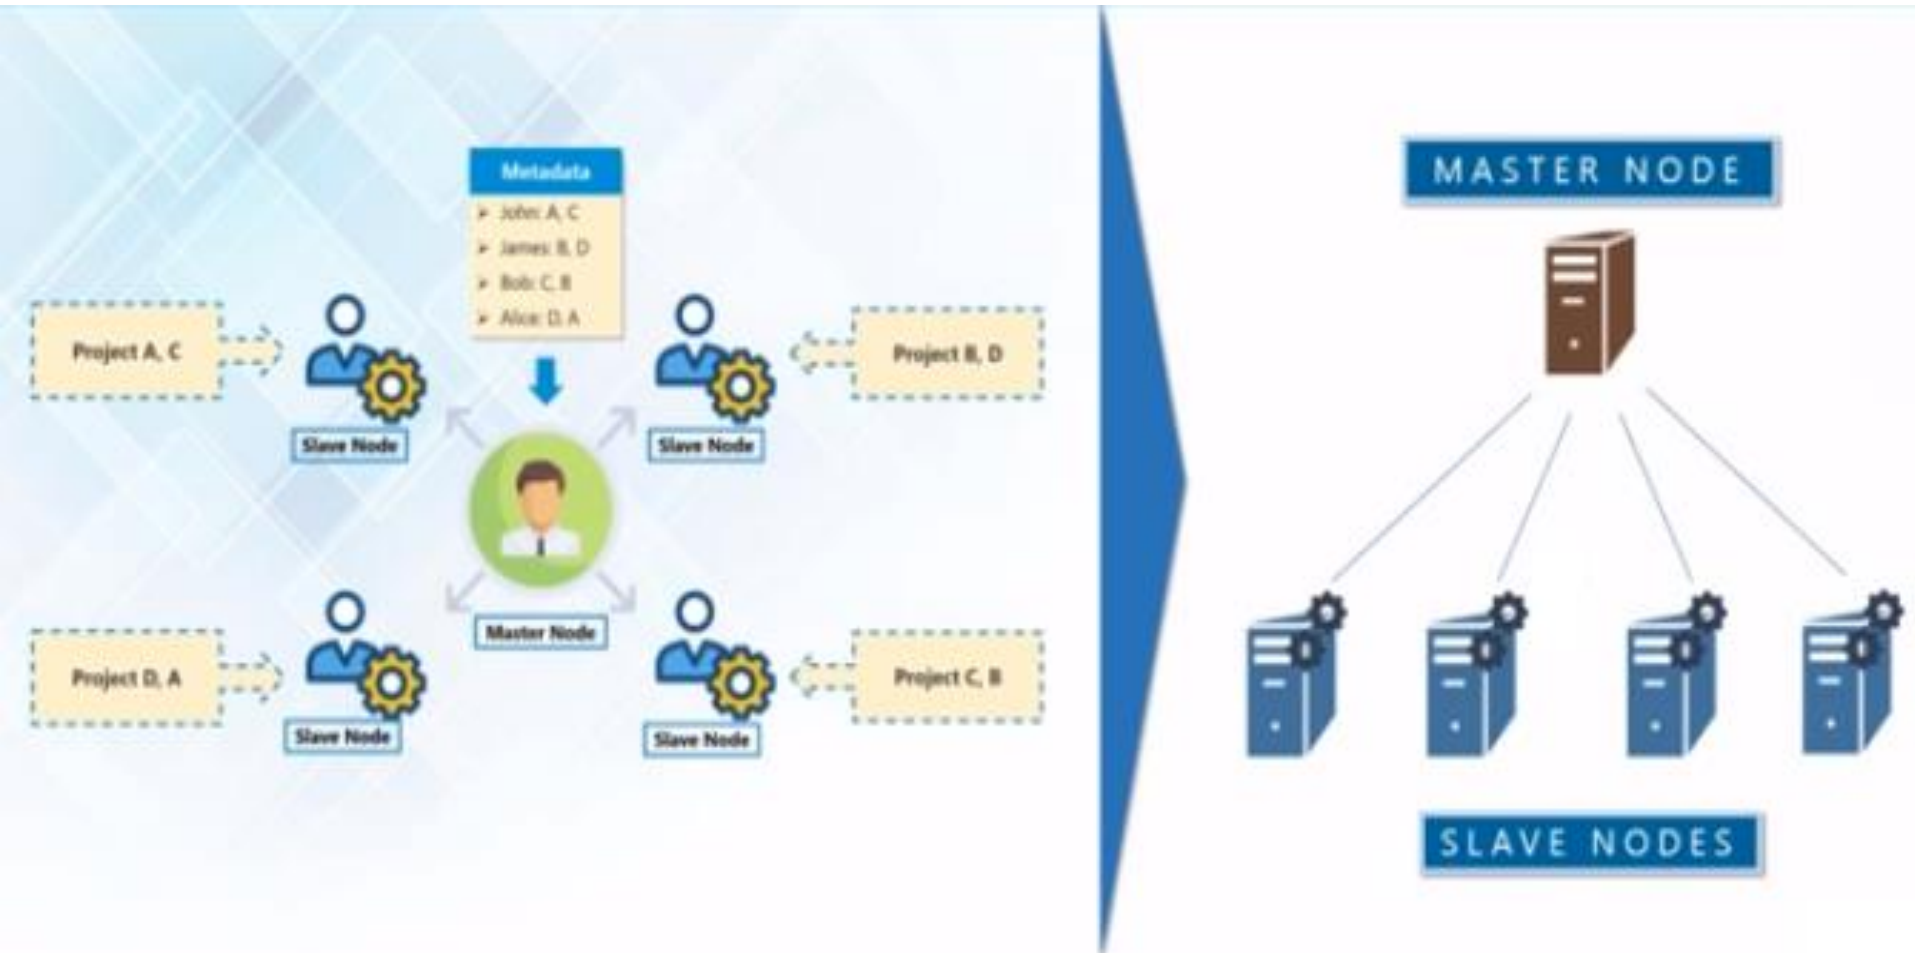 Metadata
➤ John: A, C
➤ James: B, D
➤ Bob: C, B
➤ Alice: D, A
Project A, C
Project B, D
Slave Node
Slave Node
Master Node
Project D, A
Project C, B
Slave Node
Slave Node
MASTER NODE
SLAVE NODES